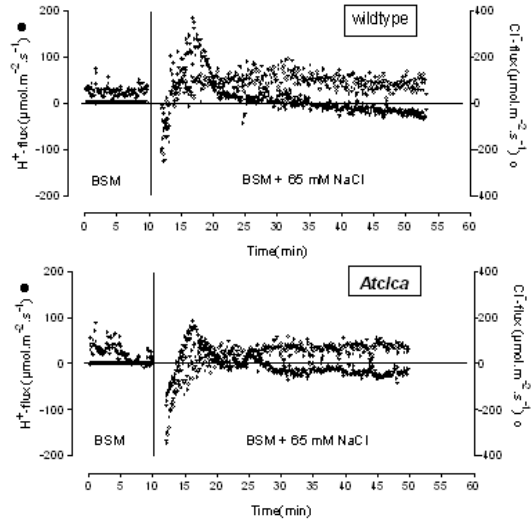 wildtype
200
100
0
-100
-200
H⁺-flux (µmol.m⁻².s⁻¹) ●
400
200
0
200
400
Cl⁻-flux (µmol.m⁻².s⁻¹) o
BSM
BSM + 65 mM NaCl
0 5 10 15 20 25 30 35 40 45 50 55 60
Time(min)
Atclca
200
100
0
-100
-200
H⁺-flux (µmol.m⁻².s⁻¹) ●
400
200
0
200
400
Cl⁻-flux (µmol.m⁻².s⁻¹) o
BSM
BSM + 65 mM NaCl
0 5 10 15 20 25 30 35 40 45 50 55 60
Time(min)